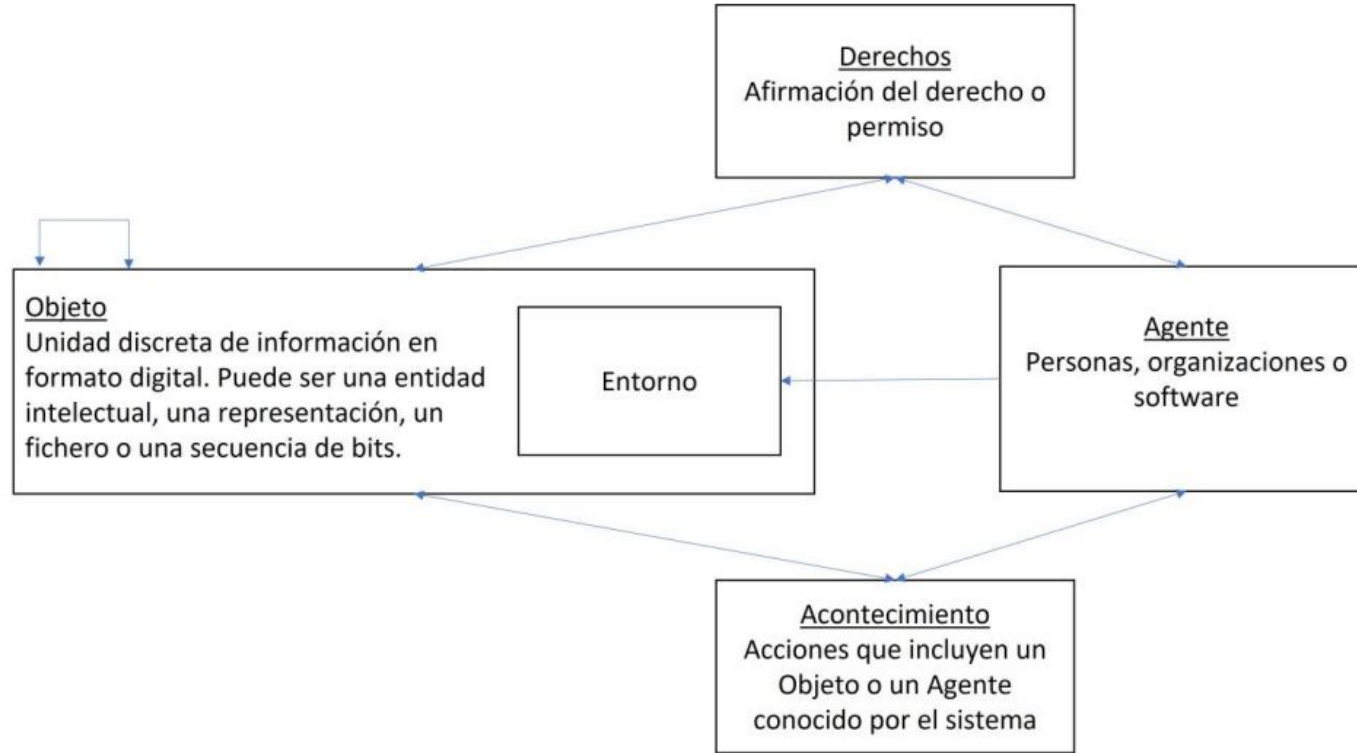 Derechos
Afirmación del derecho o
permiso
Objeto
Unidad discreta de información en
formato digital. Puede ser una entidad
intelectual, una representación, un
fichero o una secuencia de bits.
Entorno
Agente
Personas, organizaciones o
software
Acontecimiento
Acciones que incluyen un
Objeto o un Agente
conocido por el sistema